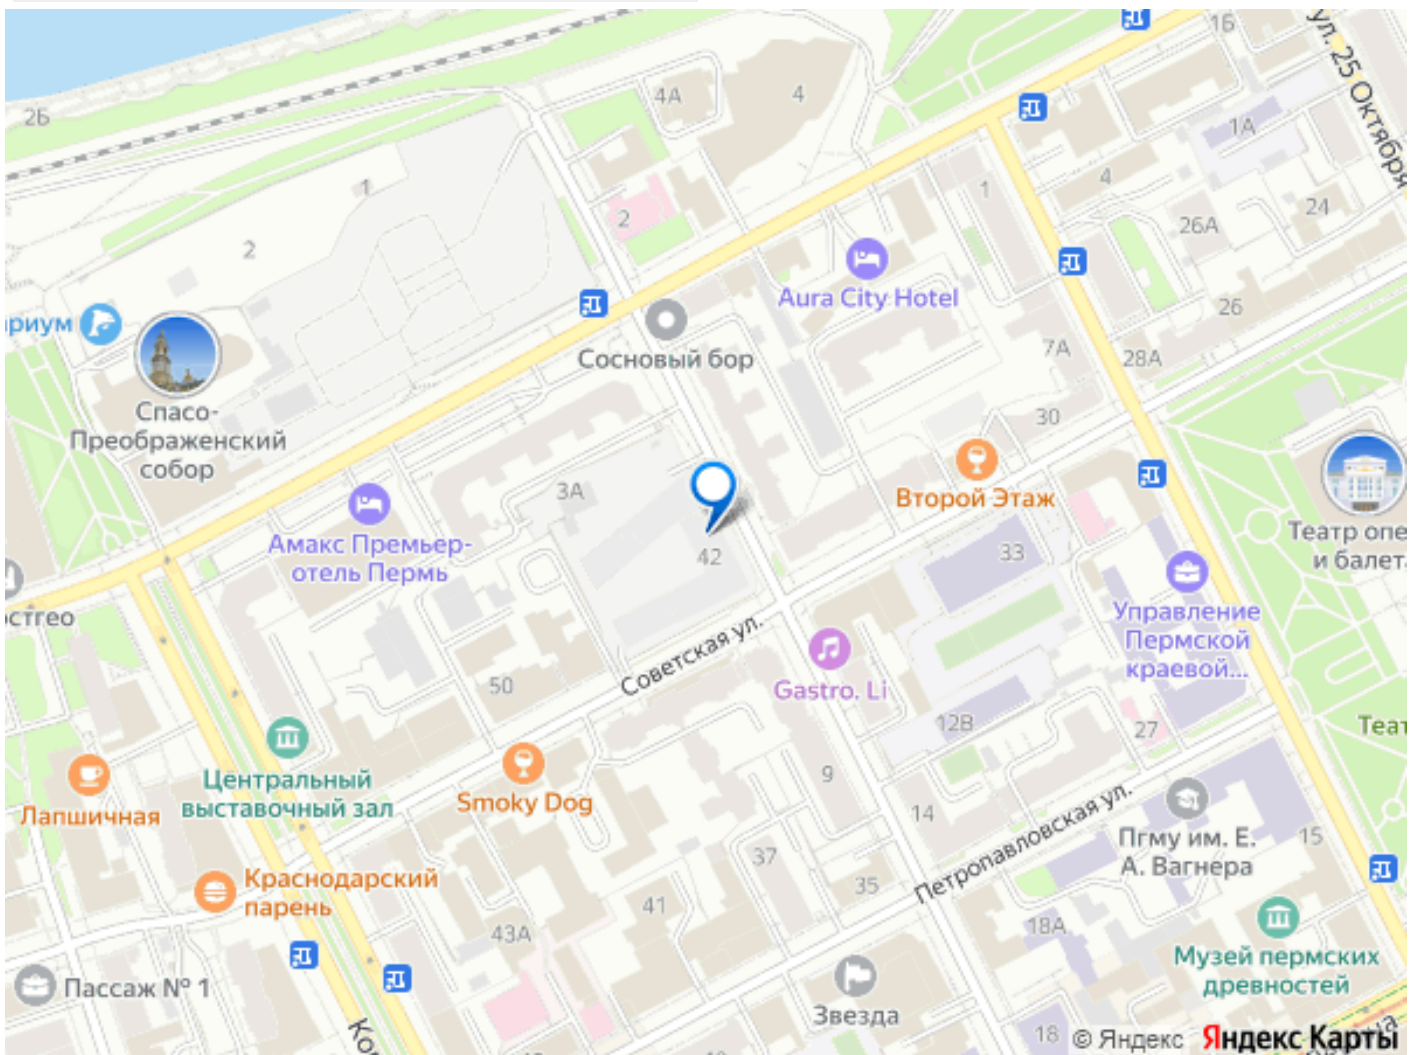 16
ул. 25 Октября
2Б
4А
4
1А
1
4
1
2
2
26А
24
Aura City Hotel
26
риум
Сосновый бор
7А
28А
Спасо-
Преображенский
собор
30
Второй Этаж
3А
Амакс Премьер-
отель Пермь
42
33
Театр опе
и балета
Управление
Пермской
краевой...
стгео
Советская ул.
Gastro. Li
50
12В
27
Теат
Центральный
выставочный зал
Smoky Dog
Лапшичная
9
14
Петропавловская ул.
Пгму им. Е.
А. Вагнера
15
37
35
Краснодарский
парень
41
43А
18А
Музей пермских
древностей
Пассаж № 1
Звезда
Ко
18
© Яндекс Яндекс Карты